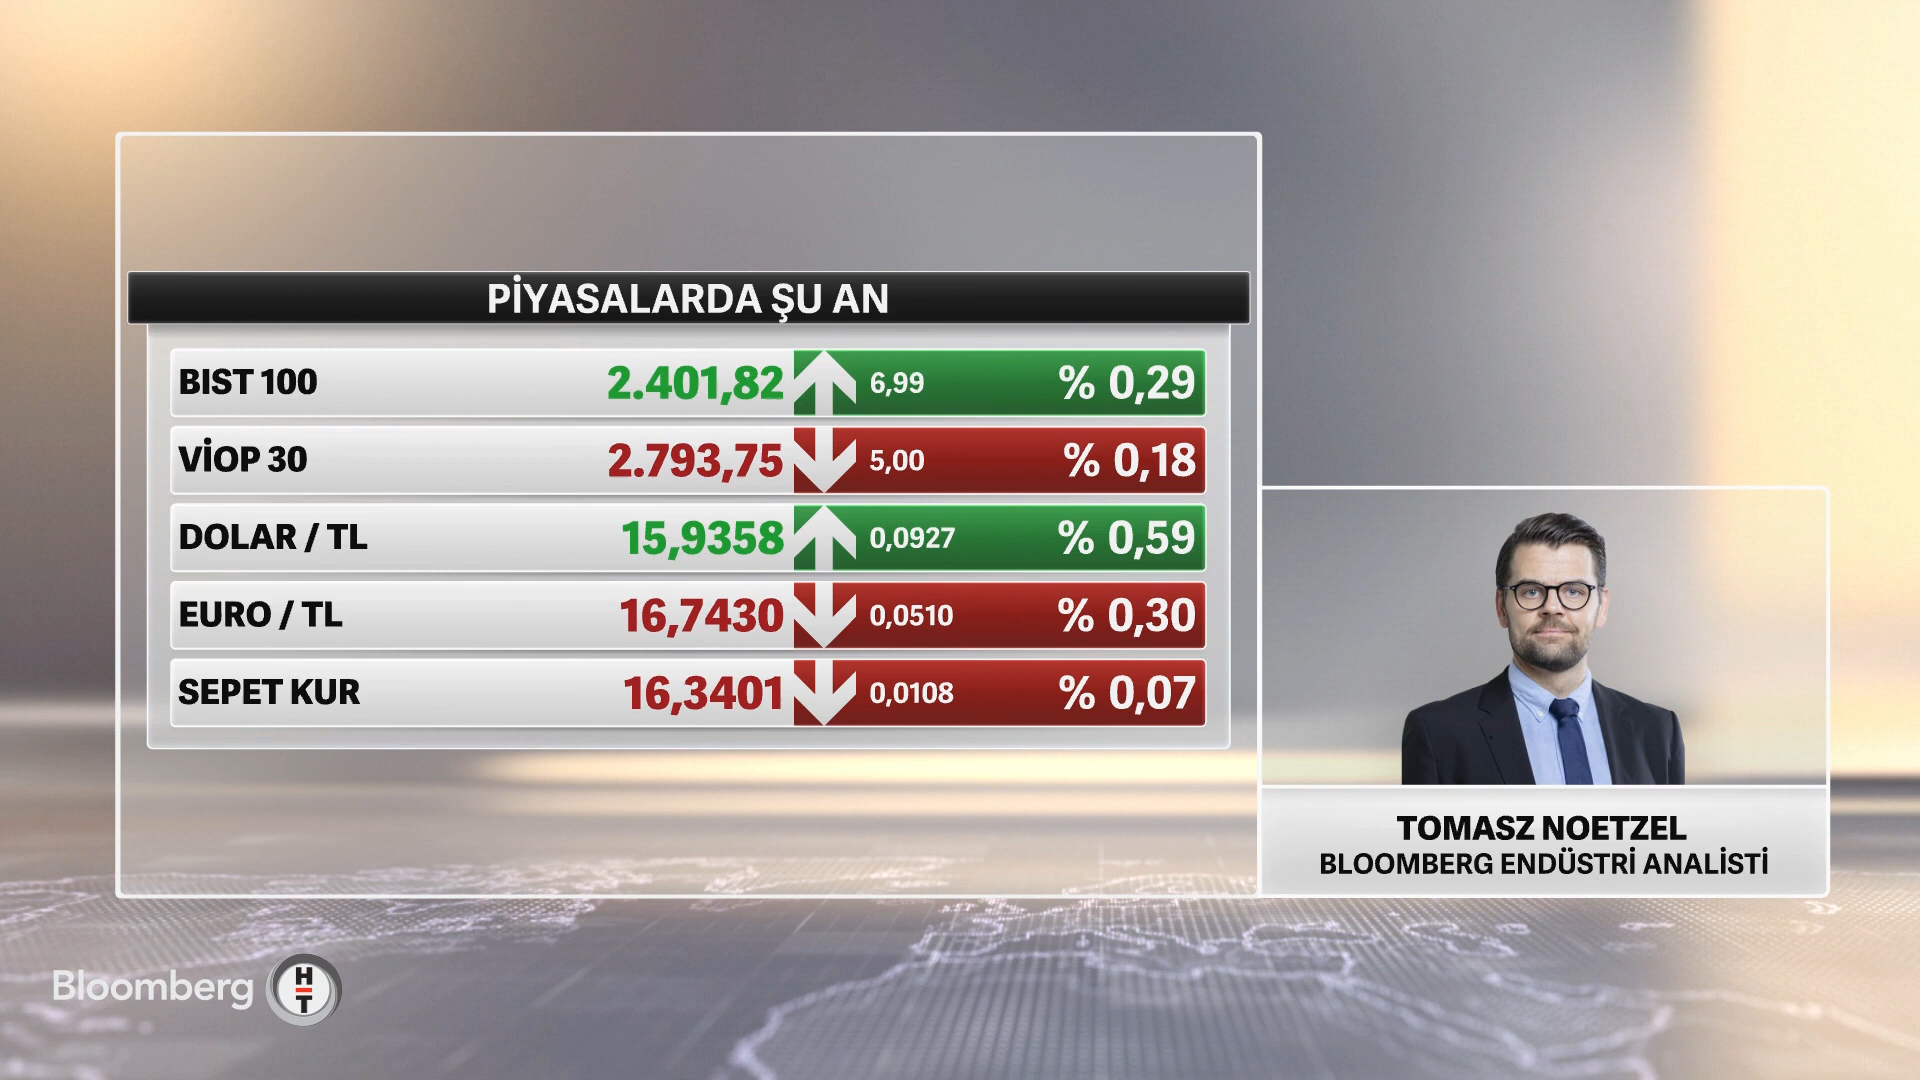 PİYASALARDA ŞU AN
BIST 100 2.401,82 6,99 % 0,29
VİOP 30 2.793,75 5,00 % 0,18
DOLAR / TL 15,9358 0,0927 % 0,59
EURO / TL 16,7430 0,0510 % 0,30
SEPET KUR 16,3401 0,0108 % 0,07
TOMASZ NOETZEL
BLOOMBERG ENDÜSTRİ ANALİSTİ
Bloomberg HT